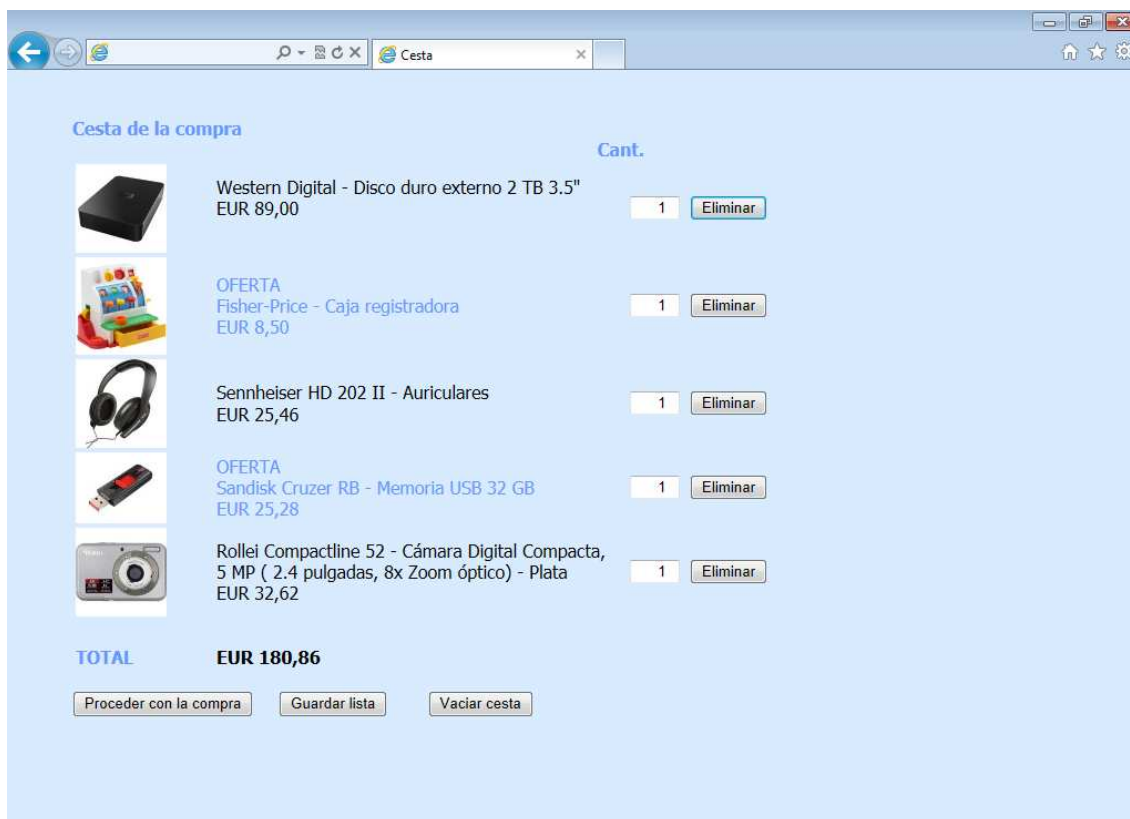 Cesta
Cesta de la compra
Cant.
Western Digital - Disco duro externo 2 TB 3.5"
EUR 89,00
1 Eliminar
OFERTA
Fisher-Price - Caja registradora
EUR 8,50
1 Eliminar
Sennheiser HD 202 II - Auriculares
EUR 25,46
1 Eliminar
OFERTA
Sandisk Cruzer RB - Memoria USB 32 GB
EUR 25,28
1 Eliminar
Rollei Compactline 52 - Cámara Digital Compacta,
5 MP ( 2.4 pulgadas, 8x Zoom óptico) - Plata
EUR 32,62
1 Eliminar
TOTAL EUR 180,86
Proceder con la compra Guardar lista Vaciar cesta